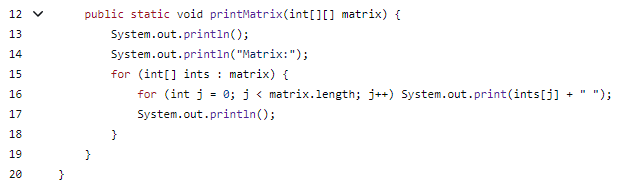 12 public static void printMatrix(int[][] matrix) {
13 System.out.println();
14 System.out.println("Matrix:");
15 for (int[] ints : matrix) {
16 for (int j = 0; j < matrix.length; j++) System.out.print(ints[j] + " ");
17 System.out.println();
18 }
19 }
20 }